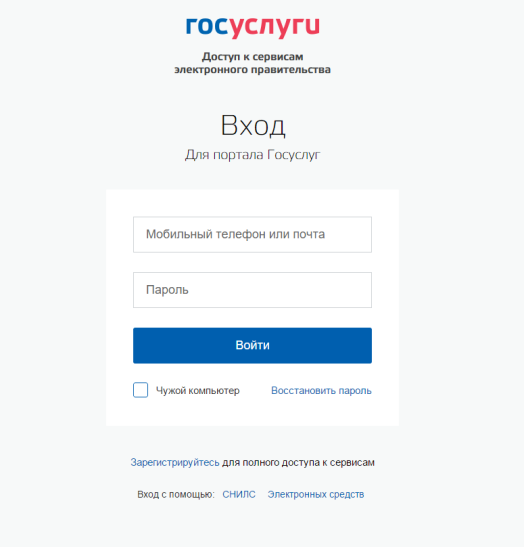 госуслуги
Доступ к сервисам
электронного правительства
Вход
Для портала Госуслуг
Мобильный телефон или почта
Пароль
Войти
Чужой компьютер Восстановить пароль
Зарегистрируйтесь для полного доступа к сервисам
Вход с помощью: СНИЛС Электронных средств